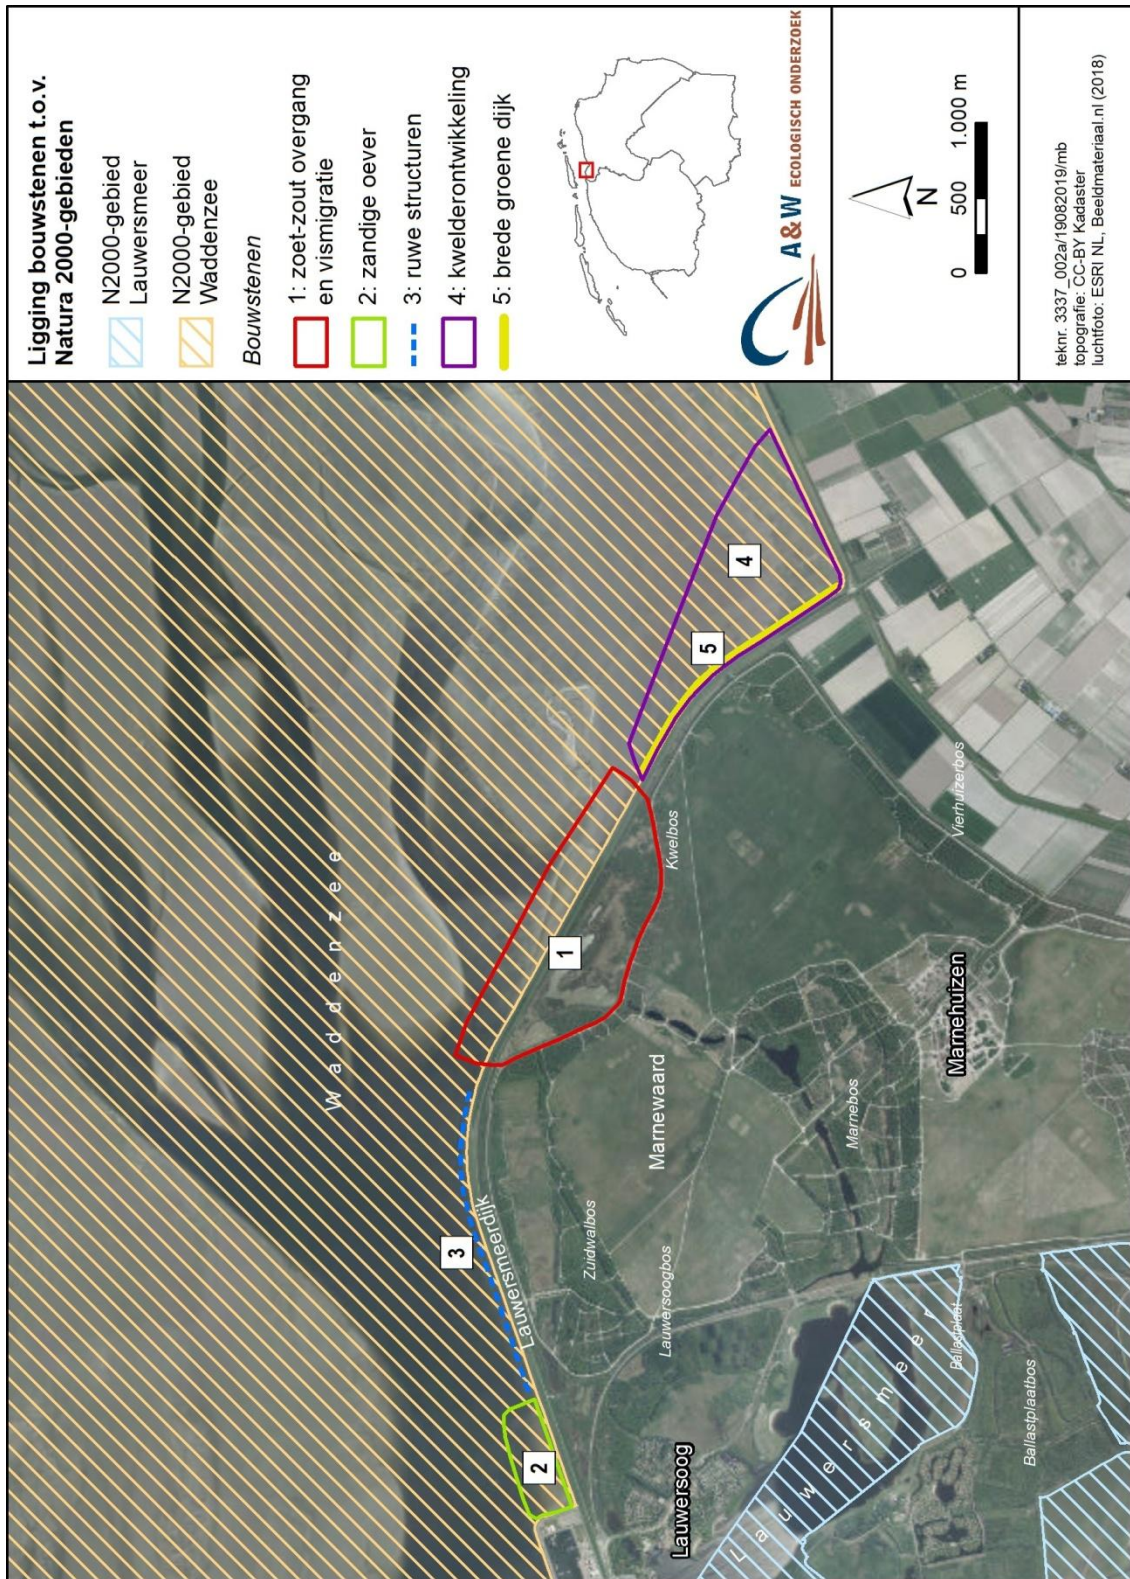 Ligging bouwstenen t.o.v.
Natura 2000-gebieden
N2000-gebied
Lauwersmeer
N2000-gebied
Waddenzee
Bouwstenen
1: zoet-zout overgang
en vismigratie
2: zandige oever
3: ruwe structuren
4: kwelderontwikkeling
5: brede groene dijk
A&W ECOLOGISCH ONDERZOEK
N
0 500 1.000 m
teknr. 3337_002a/19082019/mb
topografie: CC-BY Kadaster
luchtfoto: ESRI NL, Beeldmateriaal.nl (2018)
Waddenzee
3
2
1
5
4
Lauwersmeerdijk
Zuidwalbos
Lauwersoogbos
Lauwersoog
Marnewaard
Kwelbos
Marnebos
Marnehuizen
Vierhuizerbos
Lauwersmeer
Ballastplaat
Ballastplaatbos